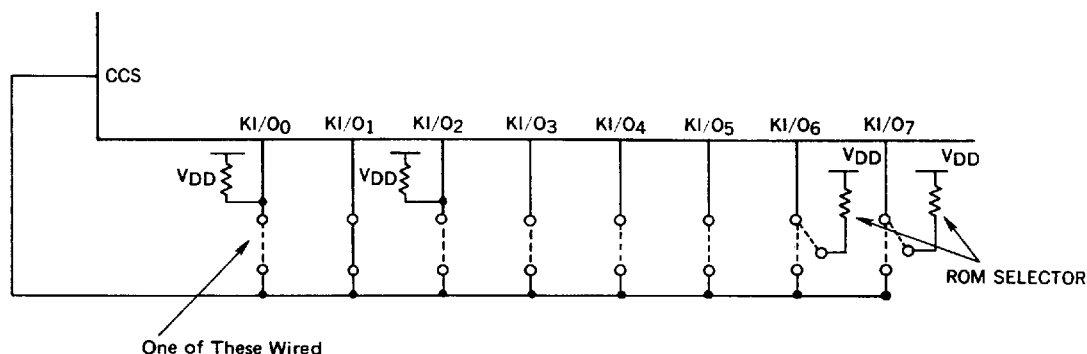 CCS
KI/O0 KI/O1 KI/O2 KI/O3 KI/O4 KI/O5 KI/O6 KI/O7
VDD VDD VDD VDD
ROM SELECTOR
One of These Wired